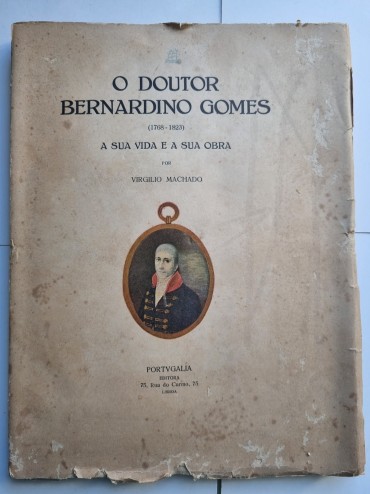 O DOUTOR
BERNARDINO GOMES
(1768-1823)
A SUA VIDA E A SUA OBRA
POR
VIRGILIO MACHADO
PORTVGALIA
EDITORA
75, Rua do Carmo, 75
LISBOA